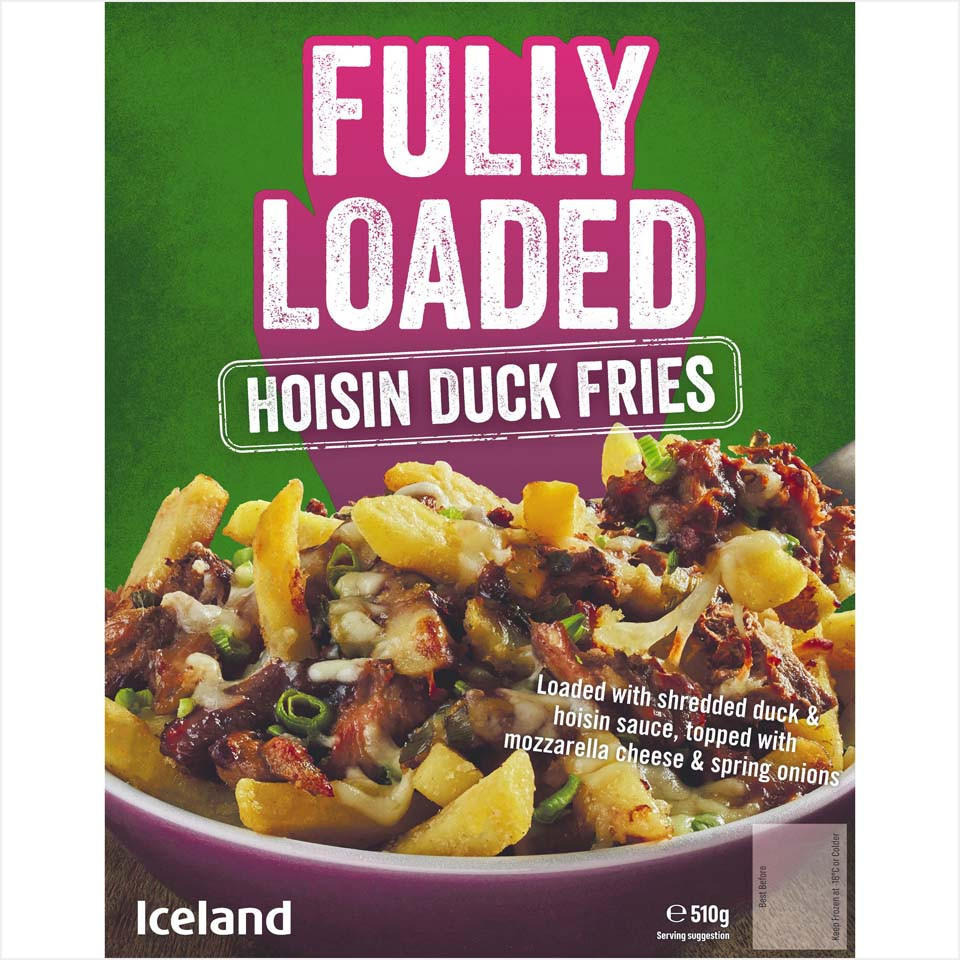 FULLY
LOADED
HOISIN DUCK FRIES
Loaded with shredded duck &
hoisin sauce, topped with
mozzarella cheese & spring onions
Iceland
℮ 510g
Serving suggestion
Best Before
Keep Frozen at -18°C or Colder